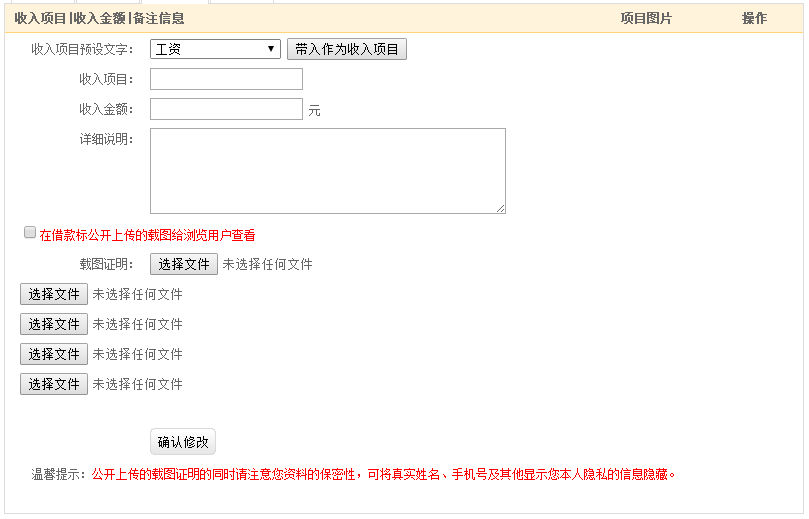 收入项目|收入金额|备注信息 项目图片 操作
收入项目预设文字： 工资 带入作为收入项目
收入项目：
收入金额： 元
详细说明：
在借款标公开上传的载图给浏览用户查看
载图证明： 选择文件 未选择任何文件
选择文件 未选择任何文件
选择文件 未选择任何文件
选择文件 未选择任何文件
选择文件 未选择任何文件
确认修改
温馨提示：公开上传的载图证明的同时请注意您资料的保密性，可将真实姓名、手机号及其他显示您本人隐私的信息隐藏。